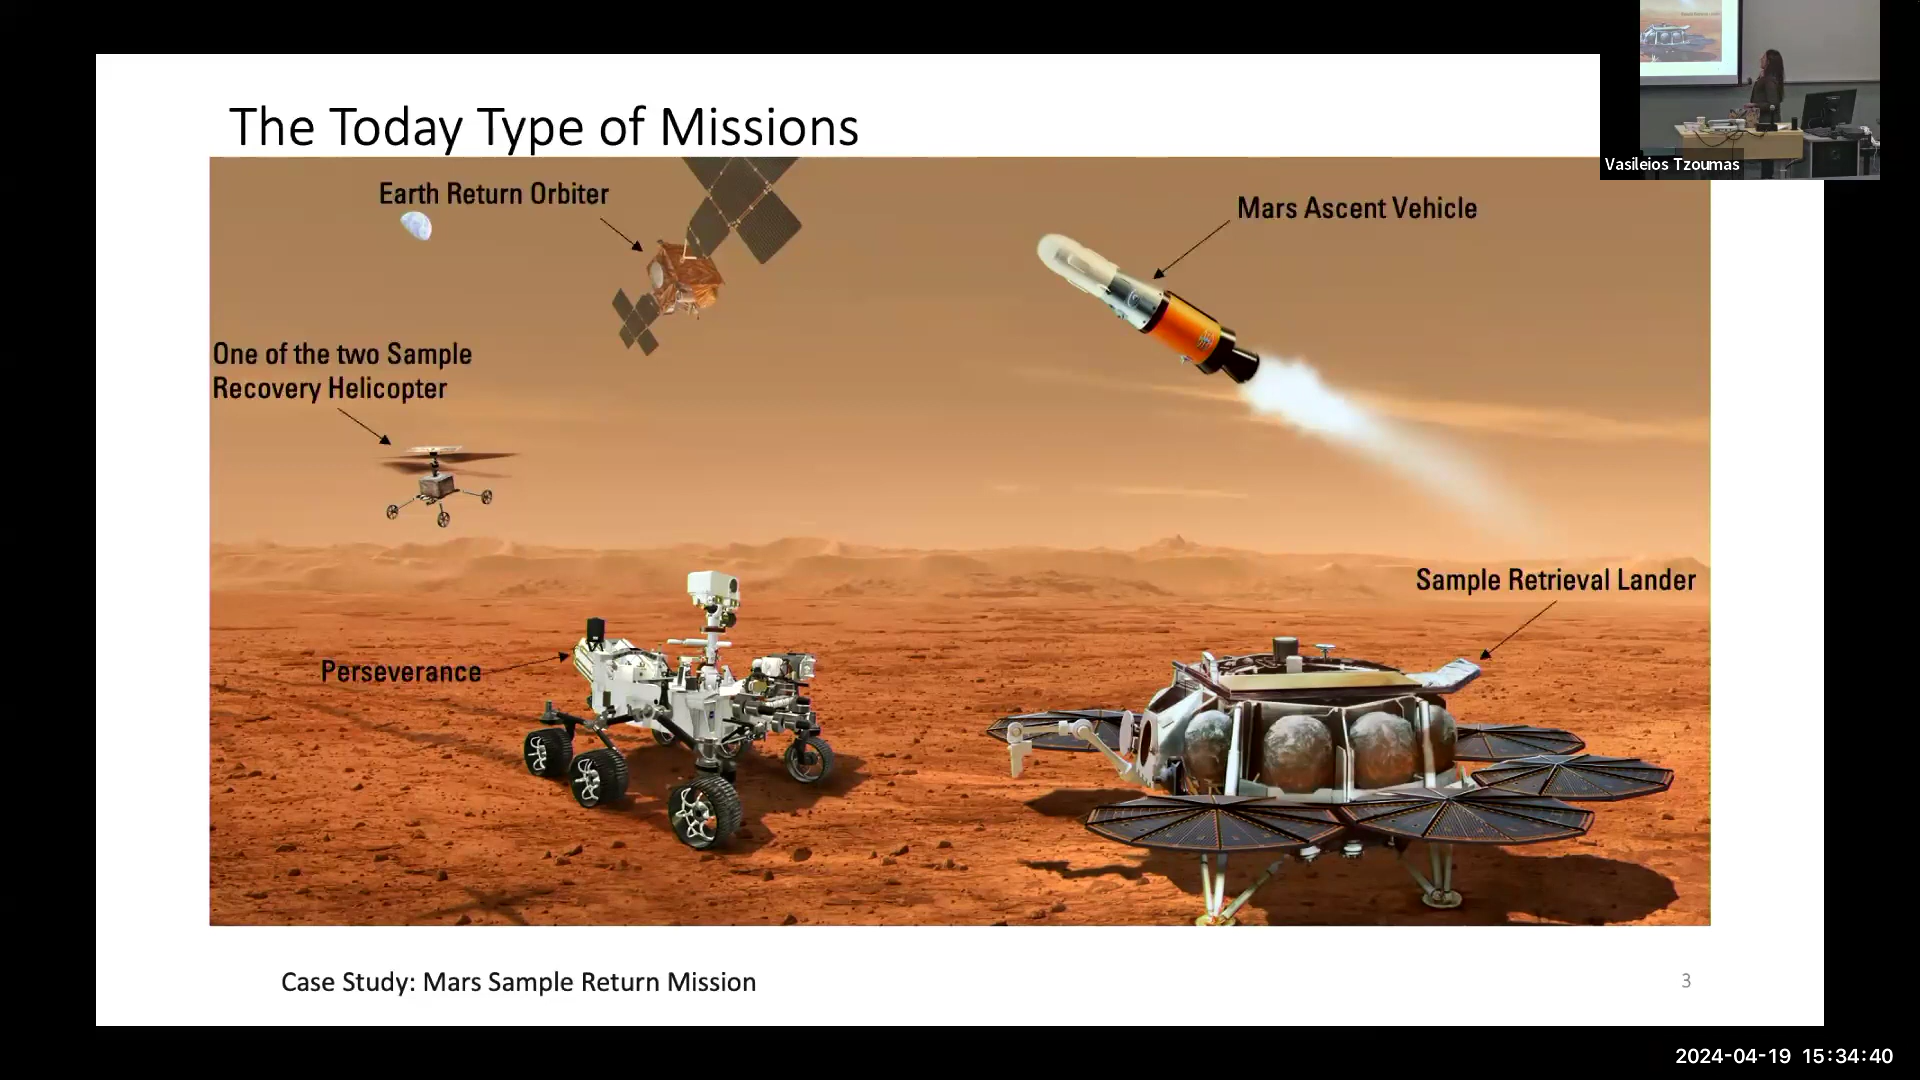 The Today Type of Missions
Vasileios Tzoumas
Earth Return Orbiter
Mars Ascent Vehicle
One of the two Sample
Recovery Helicopter
Sample Retrieval Lander
Perseverance
Case Study: Mars Sample Return Mission
3
2024-04-19 15:34:40